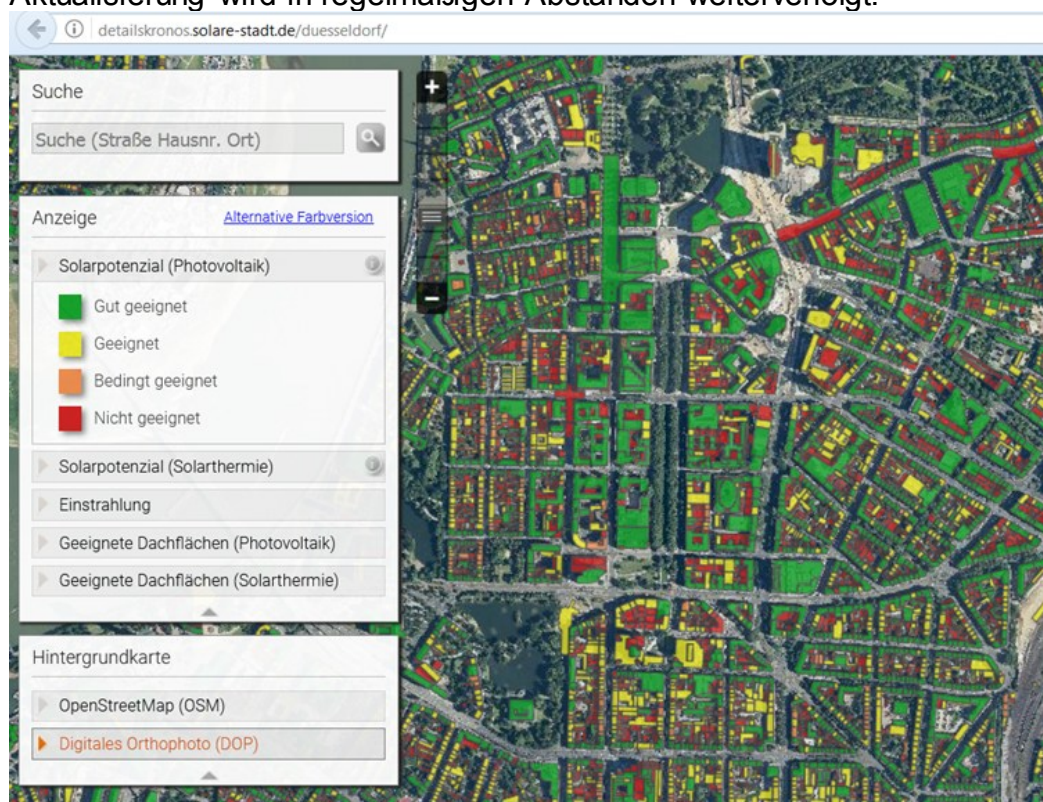 Aktualisierung wird in regelmäßigen Abständen weiterverfolgt.
detailskronos.solare-stadt.de/duesseldorf/
Suche
Suche (Straße Hausnr. Ort)
Anzeige Alternative Farbversion
Solarpotenzial (Photovoltaik)
Gut geeignet
Geeignet
Bedingt geeignet
Nicht geeignet
Solarpotenzial (Solarthermie)
Einstrahlung
Geeignete Dachflächen (Photovoltaik)
Geeignete Dachflächen (Solarthermie)
Hintergrundkarte
OpenStreetMap (OSM)
Digitales Orthophoto (DOP)